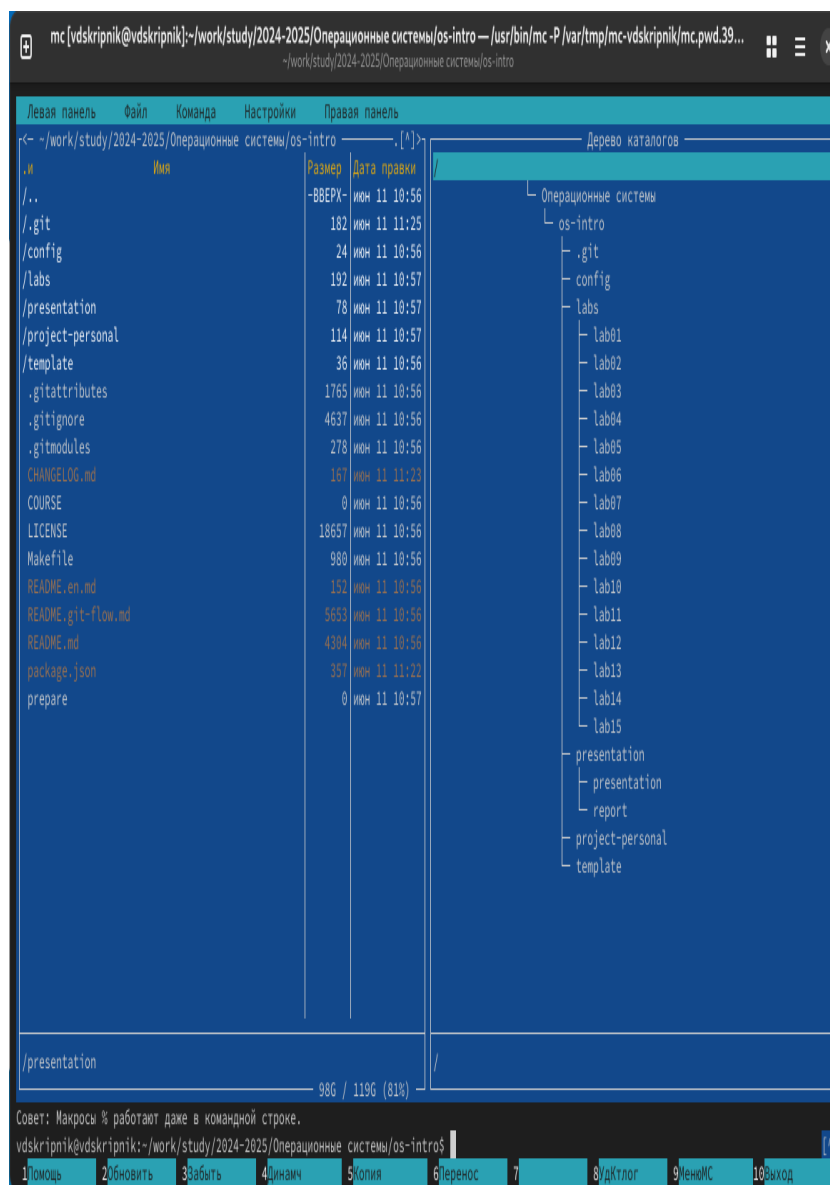 mc [vdskripnik@vdskripnik]:~/work/study/2024-2025/Операционные системы/os-intro — /usr/bin/mc -P /var/tmp/mc-vdskripnik/mc.pwd.39...
~/work/study/2024-2025/Операционные системы/os-intro
Левая панель Файл Команда Настройки Правая панель
<— ~/work/study/2024-2025/Операционные системы/os-intro .[^]> Дерево каталогов
.и Имя Размер Дата правки /
/.. -ВВЕРХ- июн 11 10:56 Операционные системы
/.git 182 июн 11 11:25 os-intro
/config 24 июн 11 10:56 .git
/labs 192 июн 11 10:57 config
/presentation 78 июн 11 10:57 labs
/project-personal 114 июн 11 10:57 lab01
/template 36 июн 11 10:56 lab02
.gitattributes 1765 июн 11 10:56 lab03
.gitignore 4637 июн 11 10:56 lab04
.gitmodules 278 июн 11 10:56 lab05
CHANGELOG.md 167 июн 11 11:23 lab06
COURSE 0 июн 11 10:56 lab07
LICENSE 18657 июн 11 10:56 lab08
Makefile 980 июн 11 10:56 lab09
README.en.md 152 июн 11 10:56 lab10
README.git-flow.md 5653 июн 11 10:56 lab11
README.md 4304 июн 11 10:56 lab12
package.json 357 июн 11 11:22 lab13
prepare 0 июн 11 10:57 lab14
lab15
presentation
presentation
report
project-personal
template
/presentation /
98G / 119G (81%)
Совет: Макросы % работают даже в командной строке.
vdskripnik@vdskripnik:~/work/study/2024-2025/Операционные системы/os-intro$ [^
1Помощь 2Обновить 3Забыть 4Динамч 5Копия 6Перенос 7 8УдКтлог 9МенюМС 10Выход